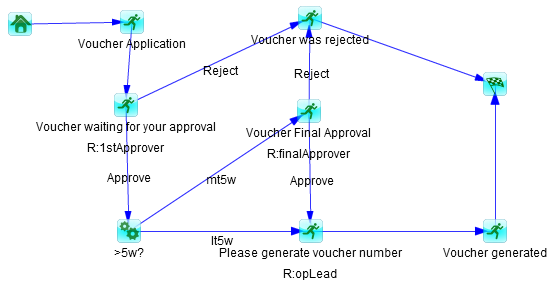 Voucher Application
Voucher was rejected
Reject
Reject
Voucher waiting for your approval
Voucher Final Approval
R:1stApprover
R:finalApprover
Approve
mt5w
Approve
lt5w
>5w?
Please generate voucher number
Voucher generated
R:opLead